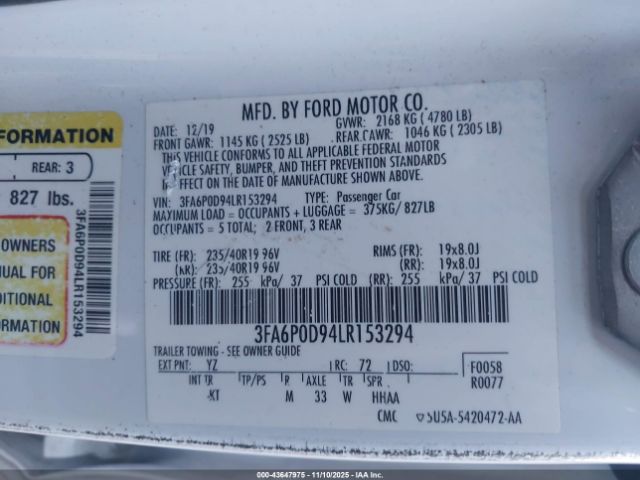 FORMATION
REAR: 3
827 lbs.
OWNERS
NUAL FOR
DITIONAL
FORMATION
3FA6P0D94LR153294
MFD. BY FORD MOTOR CO.
12/19
GVWR: 2168 KG ( 4780 LB)
FRONT GAWR: 1145 KG ( 2525 LB)
REAR GAWR: 1046 KG ( 2305 LB)
THIS VEHICLE CONFORMS TO ALL APPLICABLE FEDERAL MOTOR
VEHICLE SAFETY, BUMPER, AND THEFT PREVENTION STANDARDS
IN EFFECT ON THE DATE OF MANUFACTURE SHOWN ABOVE.
VIN: 3FA6P0D94LR153294 TYPE: Passenger Car
MAXIMUM LOAD = OCCUPANTS + LUGGAGE = 375KG/ 827LB
OCCUPANTS = 5 TOTAL; 2 FRONT, 3 REAR
TIRE (FR): 235/40R19 96V RIMS (FR): 19x8.0J
(RR): 235/40R19 96V (RR): 19x8.0J
PRESSURE (FR): 255 kPa/ 37 PSI COLD (RR): 255 kPa/ 37 PSI COLD
3FA6P0D94LR153294
TRAILER TOWING - SEE OWNER GUIDE
EXT PNT: YZ RC: 72 DSO: F0058
R0077
INT TR TP/PS R AXLE TR SPR
KT M 33 W HHAA
CMC 5U5A-5420472-AA
00-43647975 — 11/10/2025 — IAAI.COM